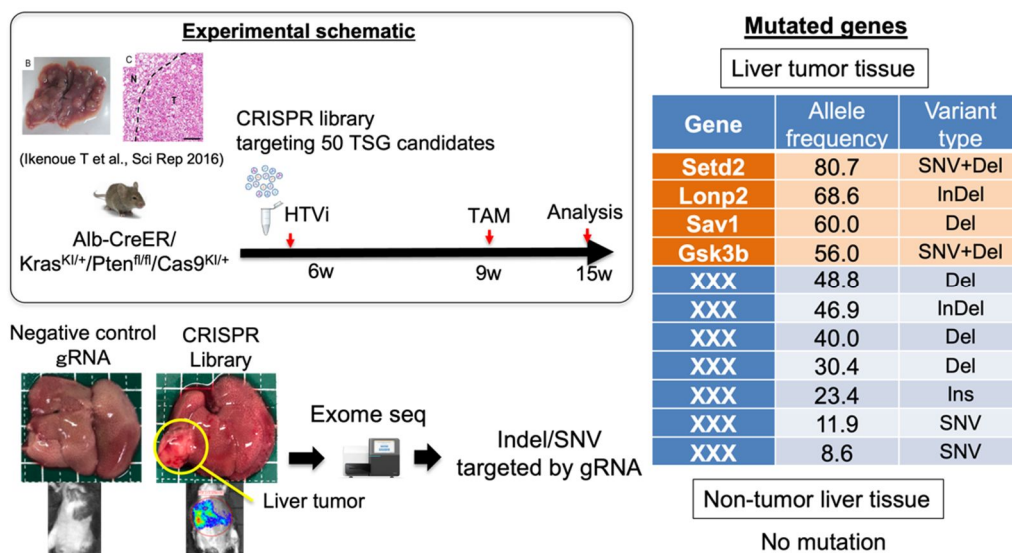 Experimental schematic
B
C
N
T
(Ikenoue T et al., Sci Rep 2016)
CRISPR library
targeting 50 TSG candidates
HTVi
TAM
Analysis
Alb-CreER/
Kras^KI/+/Pten^fl/fl/Cas9^KI/+
6w
9w
15w
Negative control
gRNA
CRISPR
Library
Exome seq
Indel/SNV
targeted by gRNA
Liver tumor
Mutated genes
Liver tumor tissue
Gene Allele frequency Variant type
Setd2 80.7 SNV+Del
Lonp2 68.6 InDel
Sav1 60.0 Del
Gsk3b 56.0 SNV+Del
XXX 48.8 Del
XXX 46.9 InDel
XXX 40.0 Del
XXX 30.4 Del
XXX 23.4 Ins
XXX 11.9 SNV
XXX 8.6 SNV
Non-tumor liver tissue
No mutation